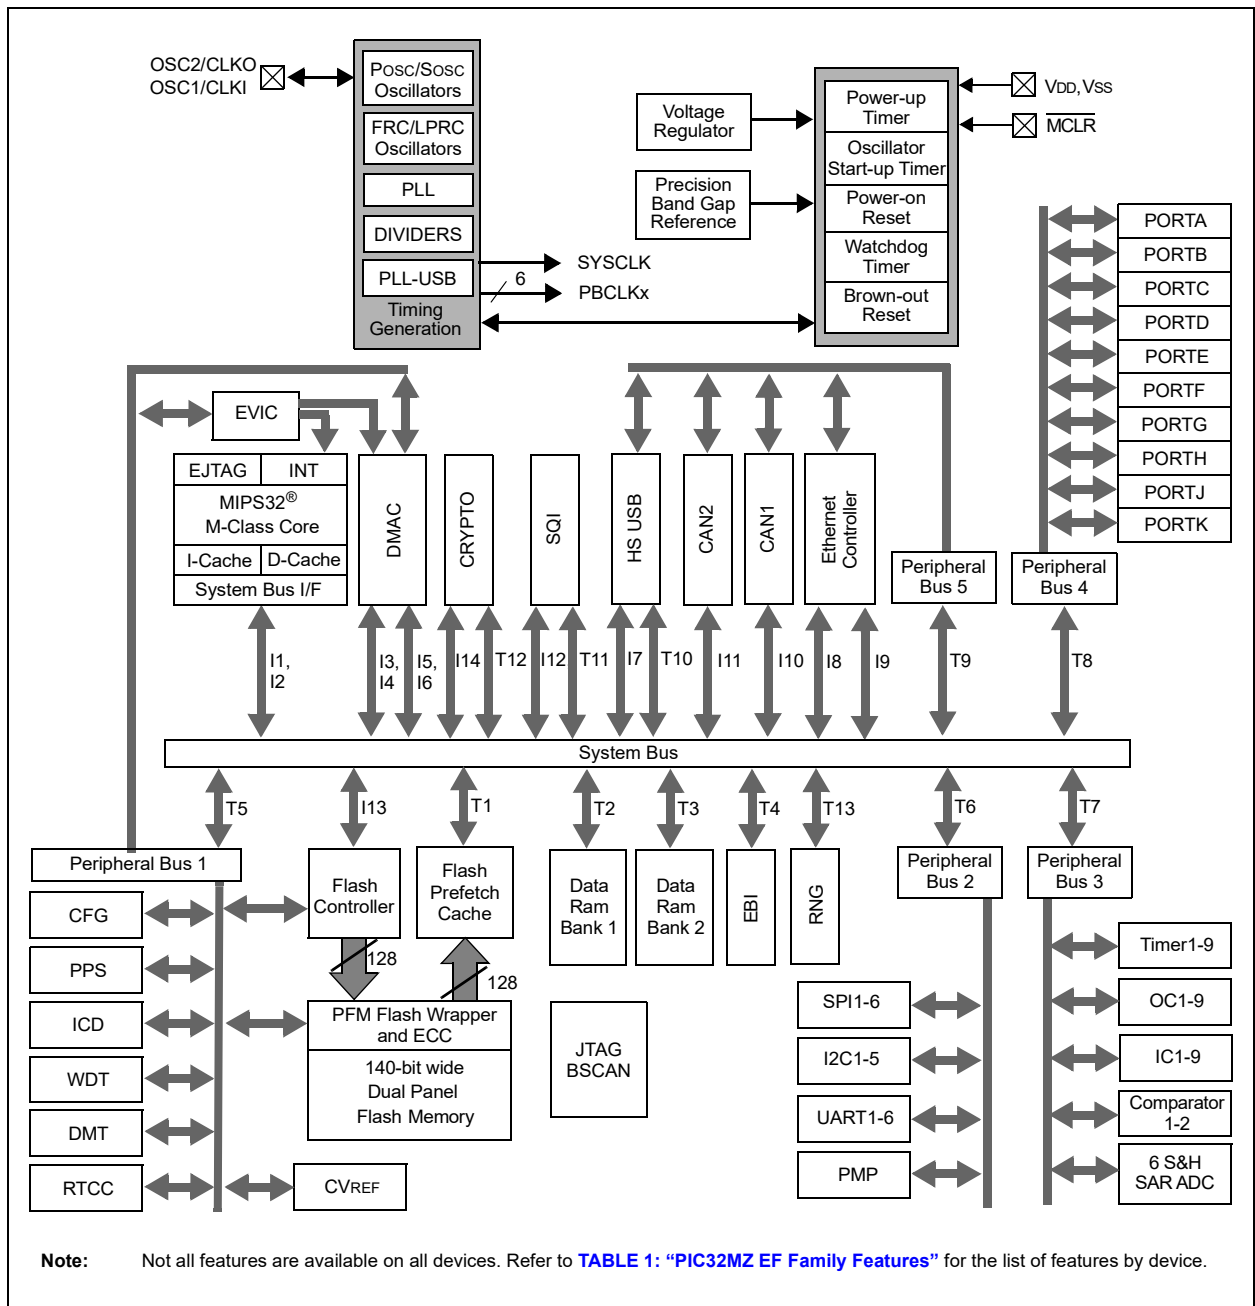 OSC2/CLKO
OSC1/CLKI
POSC/SOSC
Oscillators
FRC/LPRC
Oscillators
PLL
DIVIDERS
PLL-USB
Timing
Generation
SYSCLK
6
PBCLKx
Voltage
Regulator
Precision
Band Gap
Reference
Power-up
Timer
Oscillator
Start-up Timer
Power-on
Reset
Watchdog
Timer
Brown-out
Reset
VDD, VSS
MCLR
PORTA
PORTB
PORTC
PORTD
PORTE
PORTF
PORTG
PORTH
PORTJ
PORTK
EVIC
EJTAG
INT
MIPS32®
M-Class Core
I-Cache
D-Cache
System Bus I/F
DMAC
CRYPTO
SQI
HS USB
CAN2
CAN1
Ethernet
Controller
Peripheral
Bus 5
Peripheral
Bus 4
I1,
I2
I3,
I4
I5,
I6
I14
T12
I12
T11
I7
T10
I11
I10
I8
I9
T9
T8
System Bus
T5
I13
T1
T2
T3
T4
T13
T6
T7
Peripheral Bus 1
Flash
Controller
Flash
Prefetch
Cache
Data
Ram
Bank 1
Data
Ram
Bank 2
EBI
RNG
Peripheral
Bus 2
Peripheral
Bus 3
CFG
PPS
ICD
WDT
DMT
RTCC
128
128
PFM Flash Wrapper
and ECC
140-bit wide
Dual Panel
Flash Memory
CVREF
JTAG
BSCAN
SPI1-6
I2C1-5
UART1-6
PMP
Timer1-9
OC1-9
IC1-9
Comparator
1-2
6 S&H
SAR ADC
Note: Not all features are available on all devices. Refer to TABLE 1: “PIC32MZ EF Family Features” for the list of features by device.